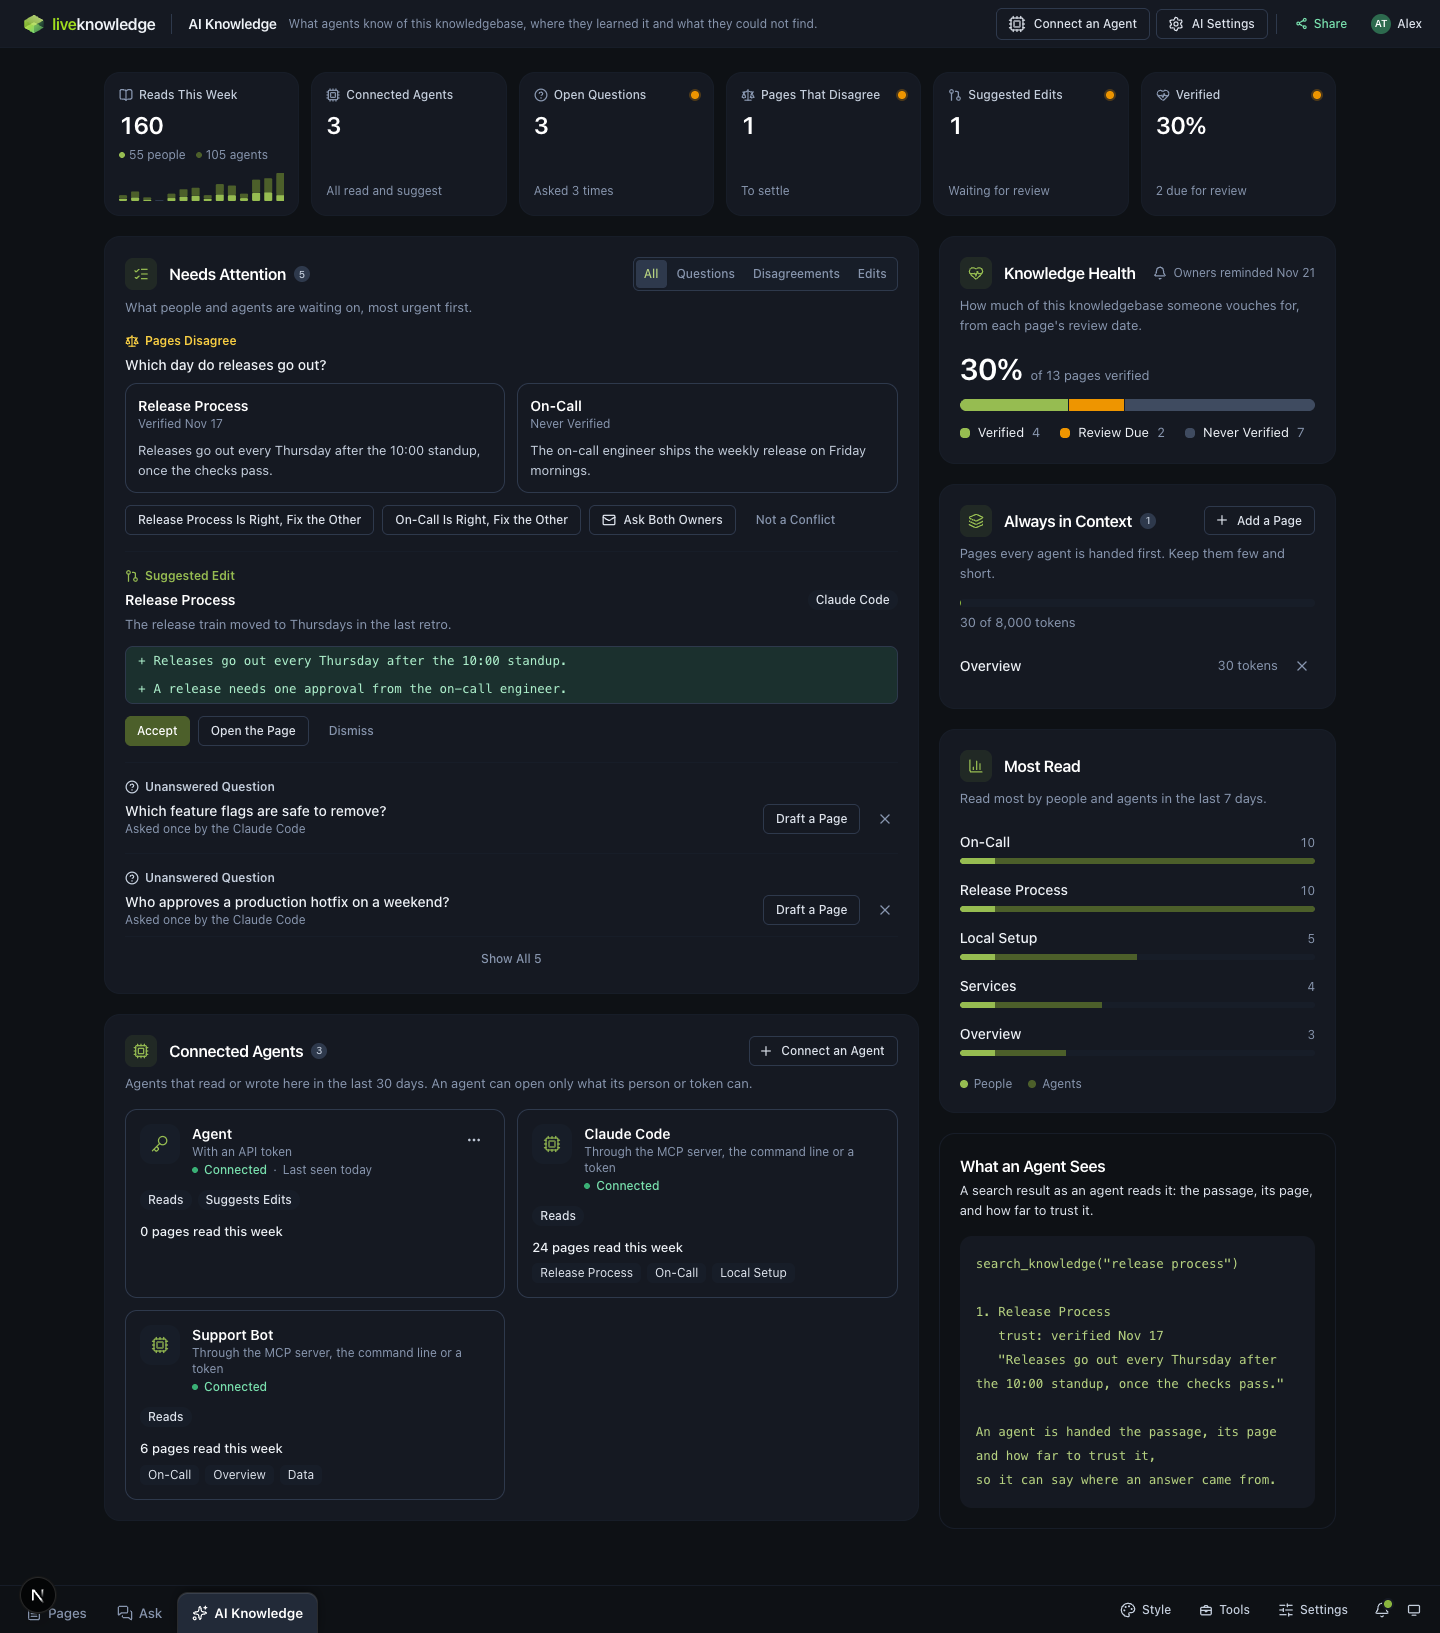 liveknowledge
AI Knowledge
What agents know of this knowledgebase, where they learned it and what they could not find.
Connect an Agent
AI Settings
Share
AT
Alex
Reads This Week
160
55 people
105 agents
Connected Agents
3
All read and suggest
Open Questions
3
Asked 3 times
Pages That Disagree
1
To settle
Suggested Edits
1
Waiting for review
Verified
30%
2 due for review
Needs Attention 5
All
Questions
Disagreements
Edits
What people and agents are waiting on, most urgent first.
Pages Disagree
Which day do releases go out?
Release Process
Verified Nov 17
Releases go out every Thursday after the 10:00 standup,
once the checks pass.
On-Call
Never Verified
The on-call engineer ships the weekly release on Friday
mornings.
Release Process Is Right, Fix the Other
On-Call Is Right, Fix the Other
Ask Both Owners
Not a Conflict
Suggested Edit
Release Process
Claude Code
The release train moved to Thursdays in the last retro.
+ Releases go out every Thursday after the 10:00 standup.
+ A release needs one approval from the on-call engineer.
Accept
Open the Page
Dismiss
Unanswered Question
Which feature flags are safe to remove?
Asked once by the Claude Code
Draft a Page
Unanswered Question
Who approves a production hotfix on a weekend?
Asked once by the Claude Code
Draft a Page
Show All 5
Connected Agents 3
Connect an Agent
Agents that read or wrote here in the last 30 days. An agent can open only what its person or token can.
Agent
With an API token
Connected · Last seen today
Reads
Suggests Edits
0 pages read this week
Claude Code
Through the MCP server, the command line or a
token
Connected
Reads
24 pages read this week
Release Process
On-Call
Local Setup
Support Bot
Through the MCP server, the command line or a
token
Connected
Reads
6 pages read this week
On-Call
Overview
Data
Knowledge Health
Owners reminded Nov 21
How much of this knowledgebase someone vouches for,
from each page's review date.
30% of 13 pages verified
Verified 4
Review Due 2
Never Verified 7
Always in Context 1
Add a Page
Pages every agent is handed first. Keep them few and
short.
30 of 8,000 tokens
Overview
30 tokens
Most Read
Read most by people and agents in the last 7 days.
On-Call 10
Release Process 10
Local Setup 5
Services 4
Overview 3
People
Agents
What an Agent Sees
A search result as an agent reads it: the passage, its page,
and how far to trust it.
search_knowledge("release process")
1. Release Process
trust: verified Nov 17
"Releases go out every Thursday after
the 10:00 standup, once the checks pass."
An agent is handed the passage, its page
and how far to trust it,
so it can say where an answer came from.
N
Pages
Ask
AI Knowledge
Style
Tools
Settings